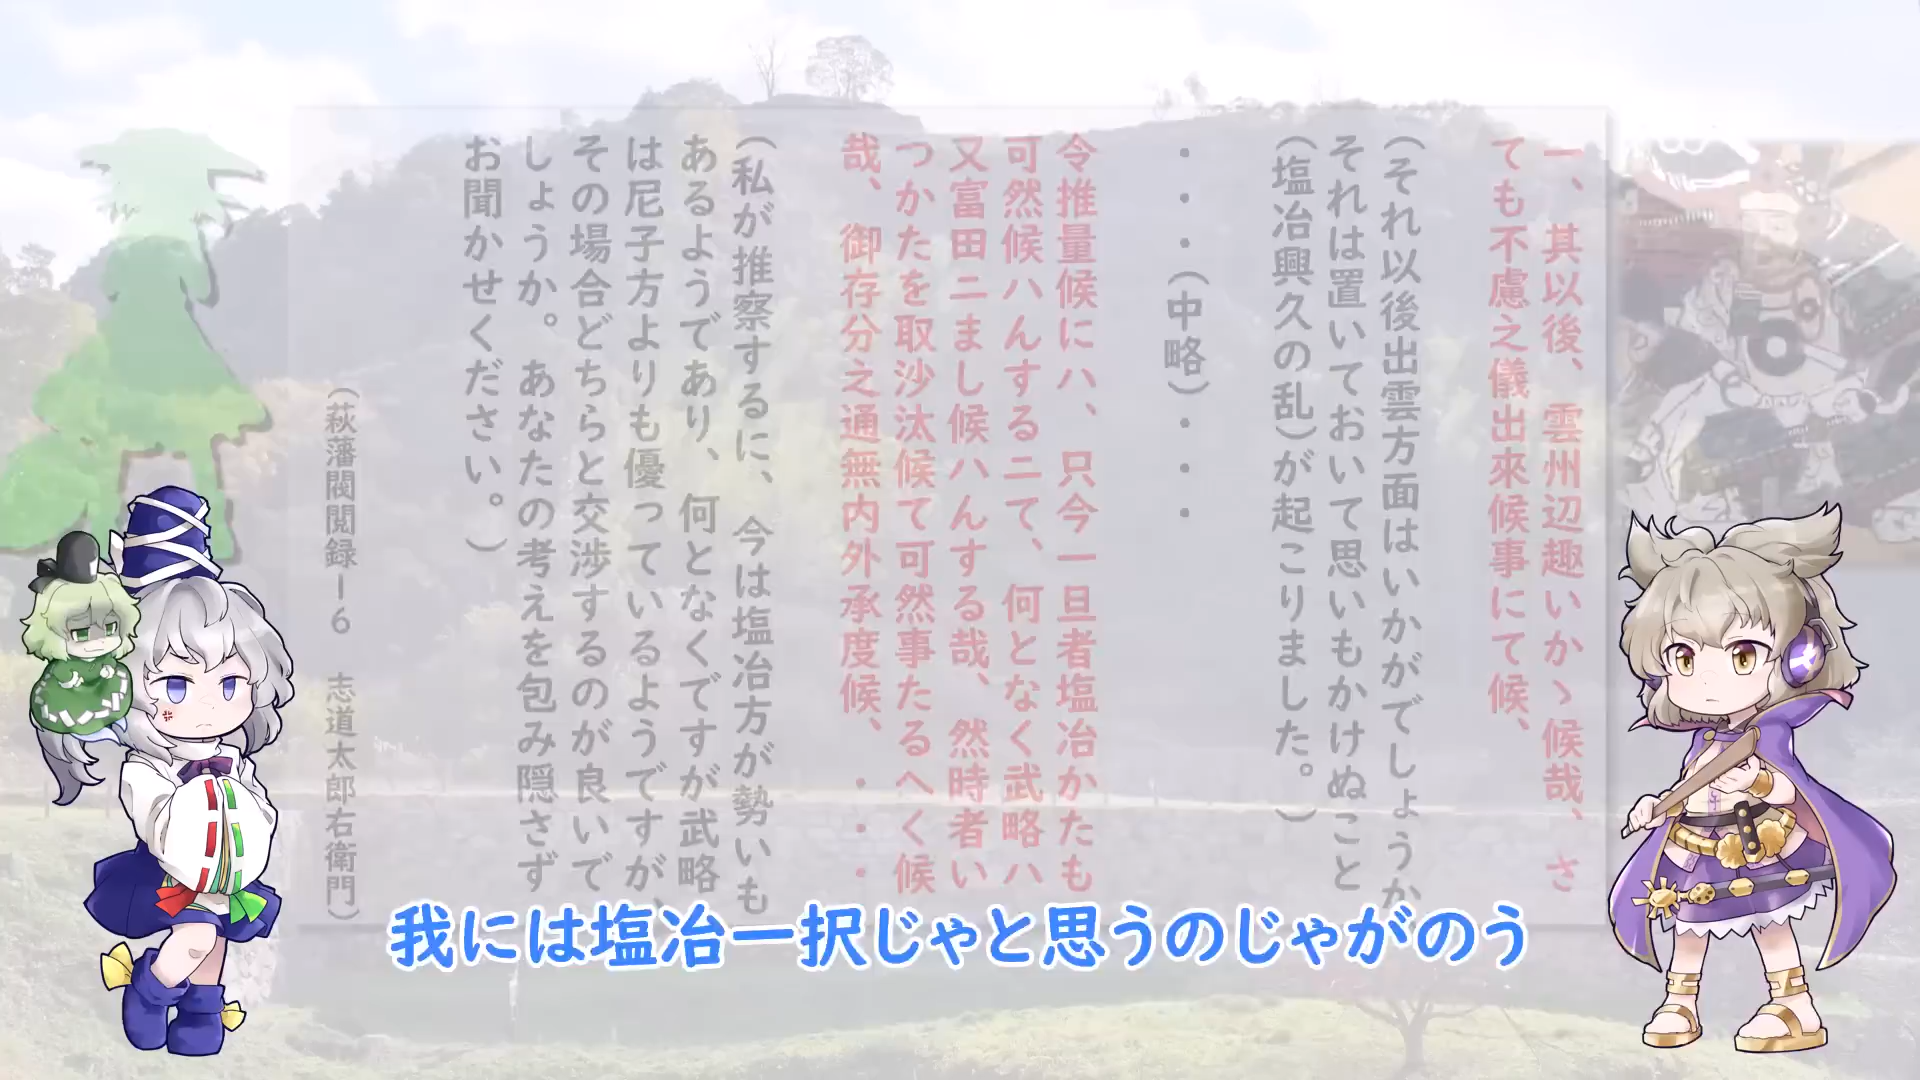 一、其以後、雲州辺趣いかゝ候哉、さ
ても不慮之儀出來候事にて候、
(それ以後出雲方面はいかがでしょうか
それは置いておいて思いもかけぬこと
(塩冶興久の乱)が起こりました。)
・・・(中略)・・・
令推量候にハ、只今一旦者塩冶かたも
可然候ハんする二て、何となく武略ハ
又富田ニまし候ハんする哉、然時者い
つかたを取沙汰候て可然事たるへく候
哉、御存分之通無内外承度候、・・・
(私が推察するに、今は塩冶方が勢いも
あるようであり、何となくですが武略
は尼子方よりも優っているようですが、
その場合どちらと交渉するのが良いで
しょうか。あなたの考えを包み隠さず
お聞かせください。)
(萩藩閥閲録ー6 志道太郎右衛門)
我には塩冶一択じゃと思うのじゃがのう